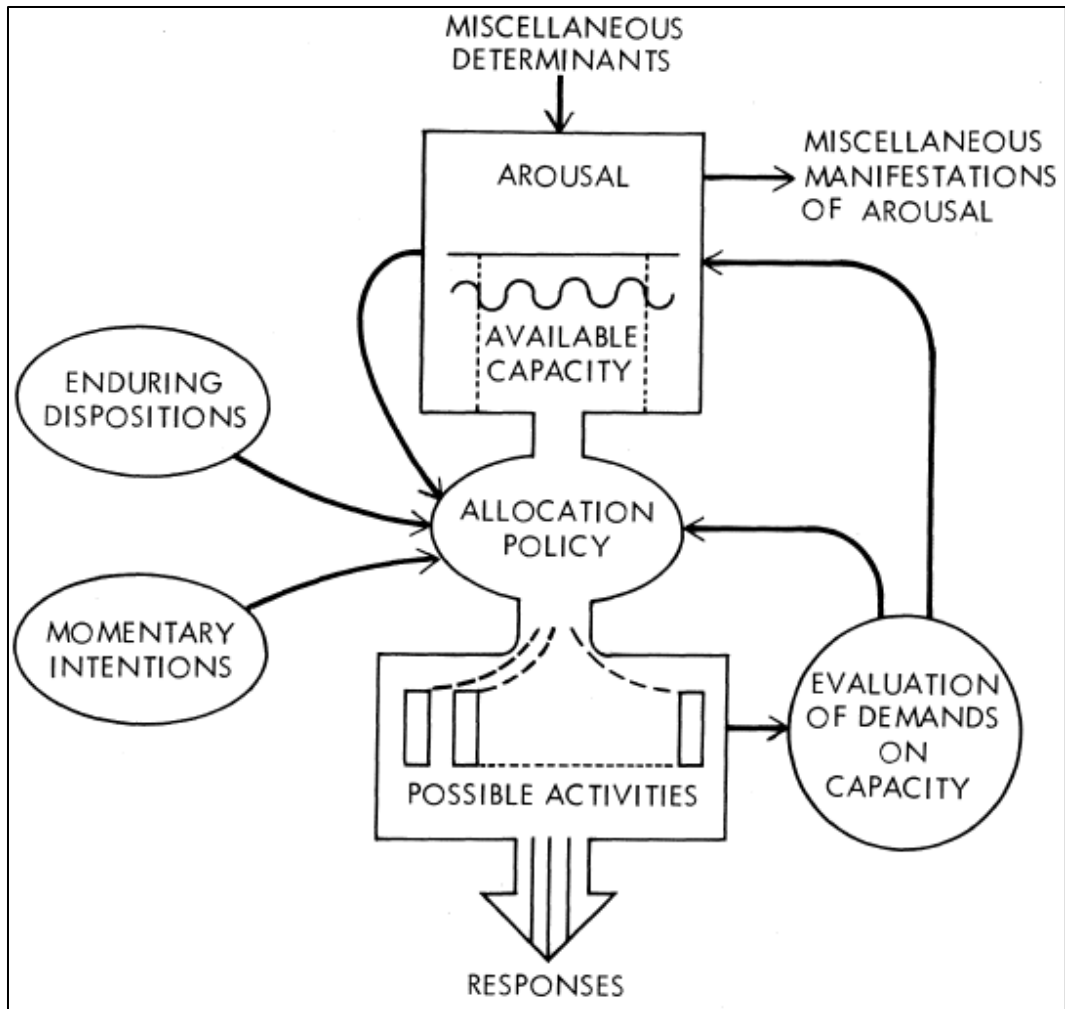 MISCELLANEOUS
DETERMINANTS
AROUSAL
MISCELLANEOUS
MANIFESTATIONS
OF AROUSAL
AVAILABLE
CAPACITY
ENDURING
DISPOSITIONS
ALLOCATION
POLICY
MOMENTARY
INTENTIONS
EVALUATION
OF DEMANDS
ON
CAPACITY
POSSIBLE ACTIVITIES
RESPONSES